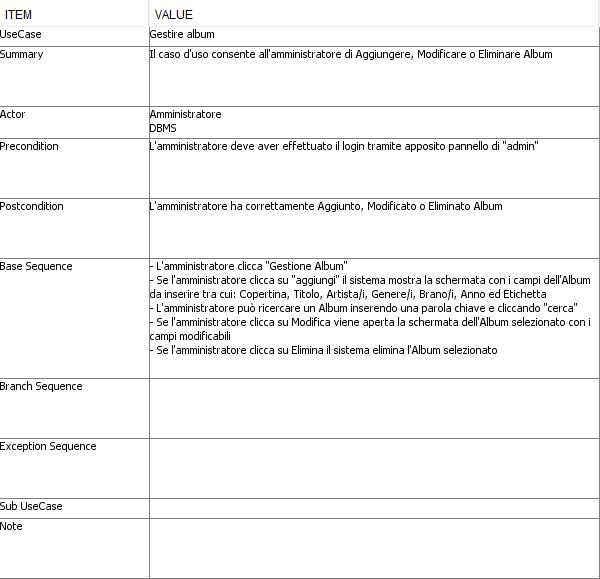 ITEM VALUE
UseCase Gestire album
Summary Il caso d'uso consente all'amministratore di Aggiungere, Modificare o Eliminare Album
Actor Amministratore
DBMS
Precondition L'amministratore deve aver effettuato il login tramite apposito pannello di "admin"
Postcondition L'amministratore ha correttamente Aggiunto, Modificato o Eliminato Album
Base Sequence - L'amministratore clicca "Gestione Album"
- Se l'amministratore clicca su "aggiungi" il sistema mostra la schermata con i campi dell'Album
da inserire tra cui: Copertina, Titolo, Artista/i, Genere/i, Brano/i, Anno ed Etichetta
- L'amministratore può ricercare un Album inserendo una parola chiave e cliccando "cerca"
- Se l'amministratore clicca su Modifica viene aperta la schermata dell'Album selezionato con i
campi modificabili
- Se l'amministratore clicca su Elimina il sistema elimina l'Album selezionato
Branch Sequence
Exception Sequence
Sub UseCase
Note